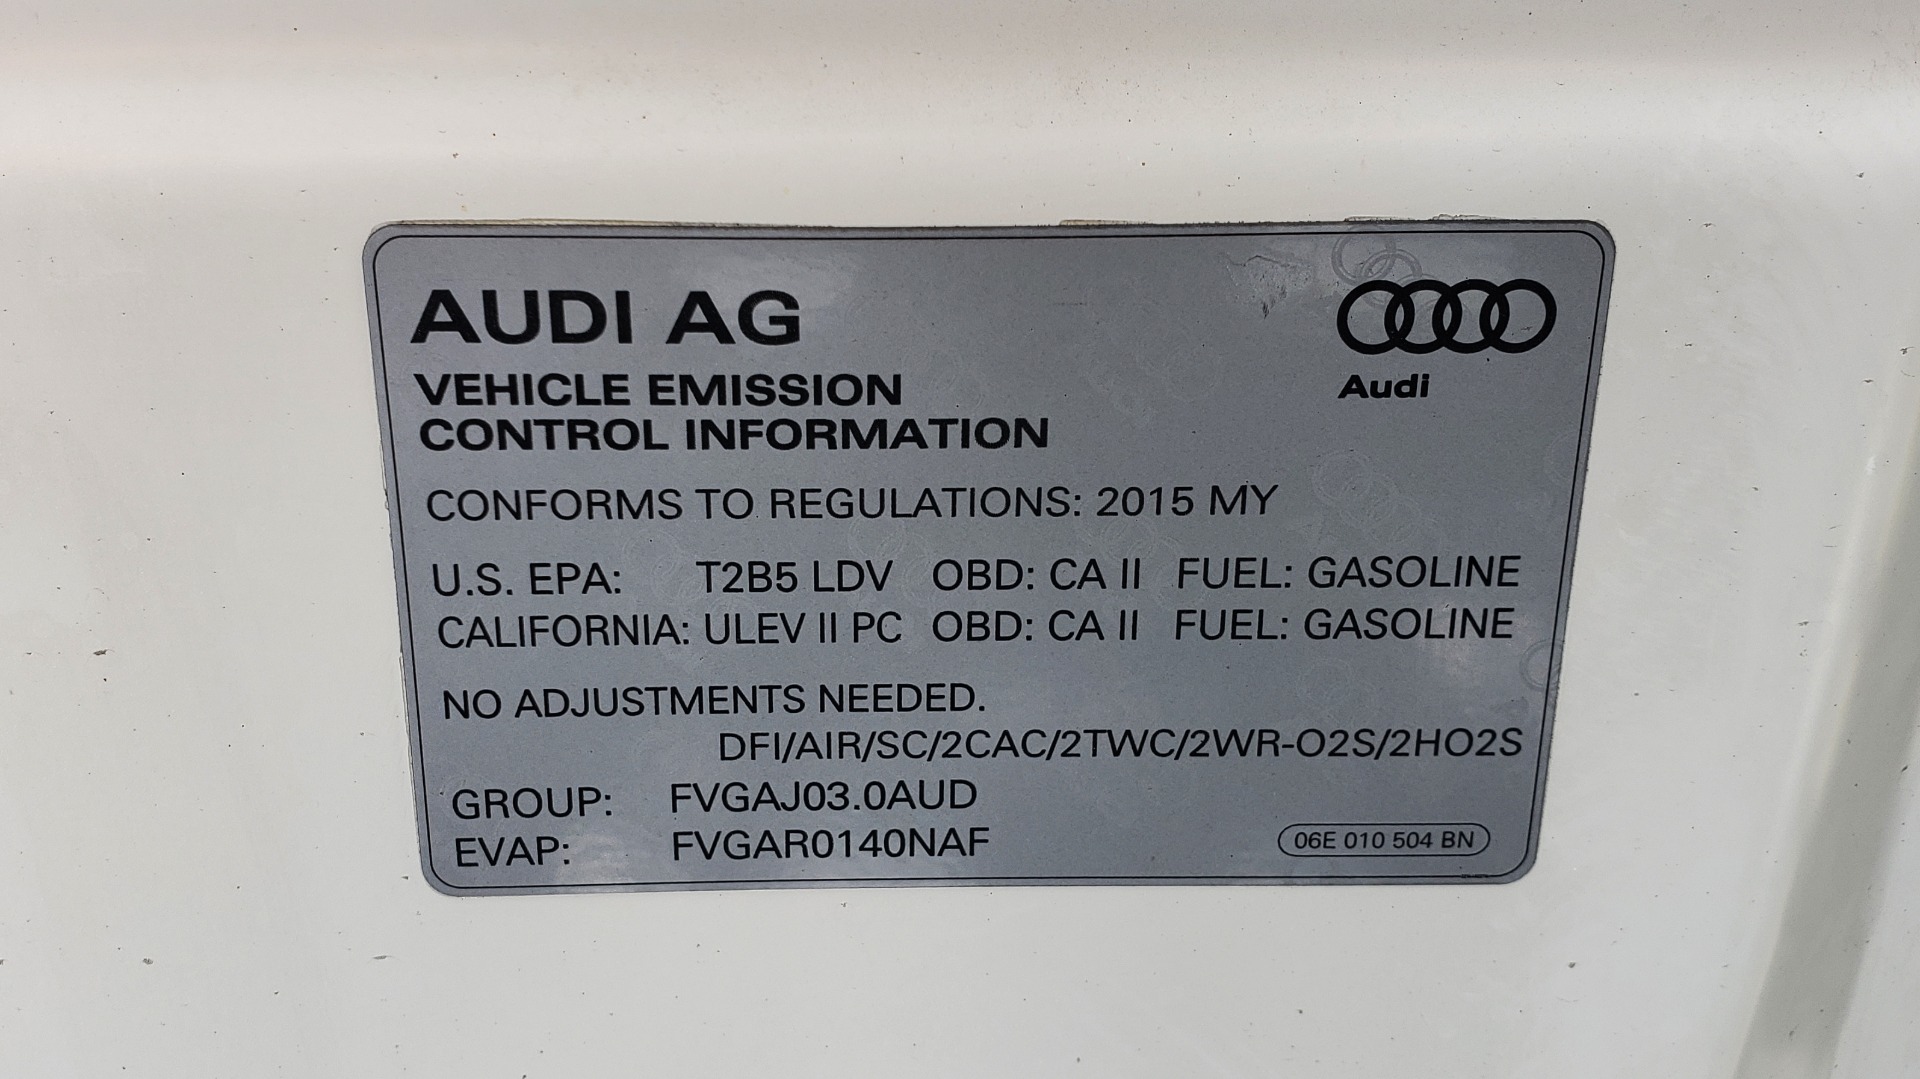 AUDI AG
Audi
VEHICLE EMISSION
CONTROL INFORMATION
CONFORMS TO REGULATIONS: 2015 MY
U.S. EPA: T2B5 LDV OBD: CA II FUEL: GASOLINE
CALIFORNIA: ULEV II PC OBD: CA II FUEL: GASOLINE
NO ADJUSTMENTS NEEDED.
DFI/AIR/SC/2CAC/2TWC/2WR-O2S/2HO2S
GROUP: FVGAJ03.0AUD
EVAP: FVGAR0140NAF
06E 010 504 BN